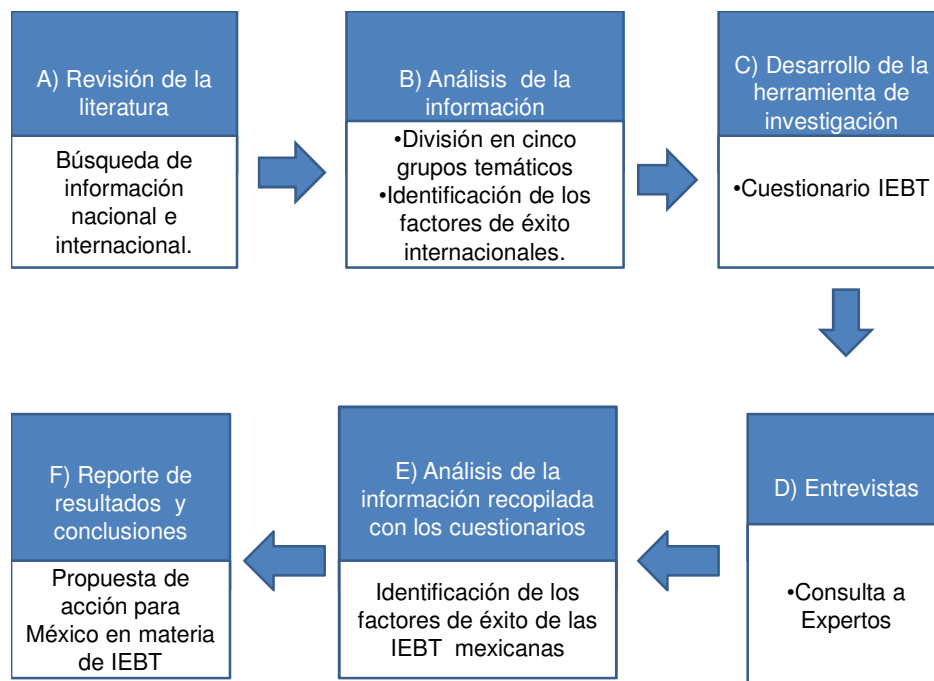 A) Revisión de la
literatura
Búsqueda de
información
nacional e
internacional.
B) Análisis de la
información
•División en cinco
grupos temáticos
•Identificación de los
factores de éxito
internacionales.
C) Desarrollo de la
herramienta de
investigación
•Cuestionario IEBT
D) Entrevistas
•Consulta a
Expertos
E) Análisis de la
información recopilada
con los cuestionarios
Identificación de los
factores de éxito de las
IEBT mexicanas
F) Reporte de
resultados y
conclusiones
Propuesta de
acción para
México en materia
de IEBT